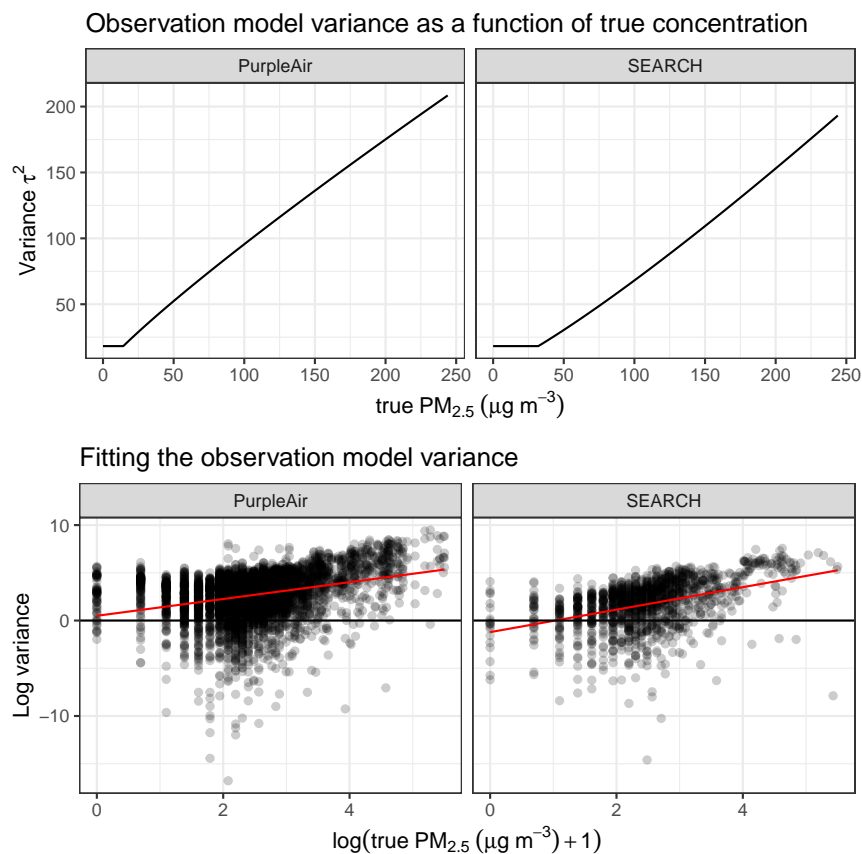 Observation model variance as a function of true concentration
PurpleAir SEARCH
Variance τ²
200
150
100
50
0 50 100 150 200 250 0 50 100 150 200 250
true PM₂.₅ (μg m⁻³)
Fitting the observation model variance
PurpleAir SEARCH
Log variance
10
0
−10
0 2 4 0 2 4
log(true PM₂.₅ (μg m⁻³) + 1)